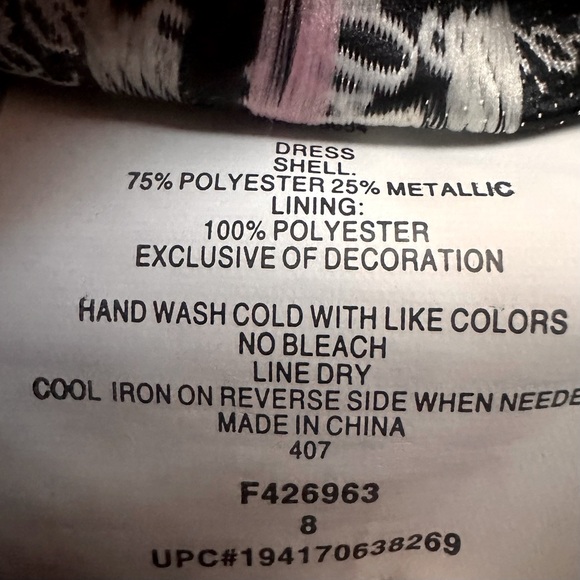 DRESS
SHELL.
75% POLYESTER 25% METALLIC
LINING:
100% POLYESTER
EXCLUSIVE OF DECORATION
HAND WASH COLD WITH LIKE COLORS
NO BLEACH
LINE DRY
COOL IRON ON REVERSE SIDE WHEN NEEDE
MADE IN CHINA
407
F426963
8
UPC#194170638269